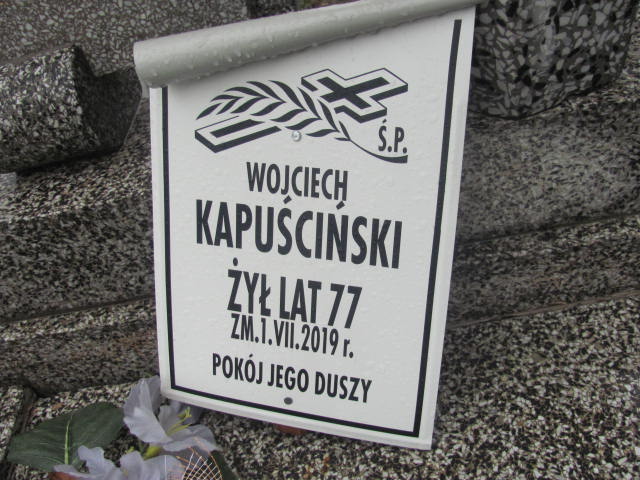 Ś.P.
WOJCIECH
KAPUŚCIŃSKI
ŻYŁ LAT 77
ZM.1.VII.2019 r.
POKÓJ JEGO DUSZY